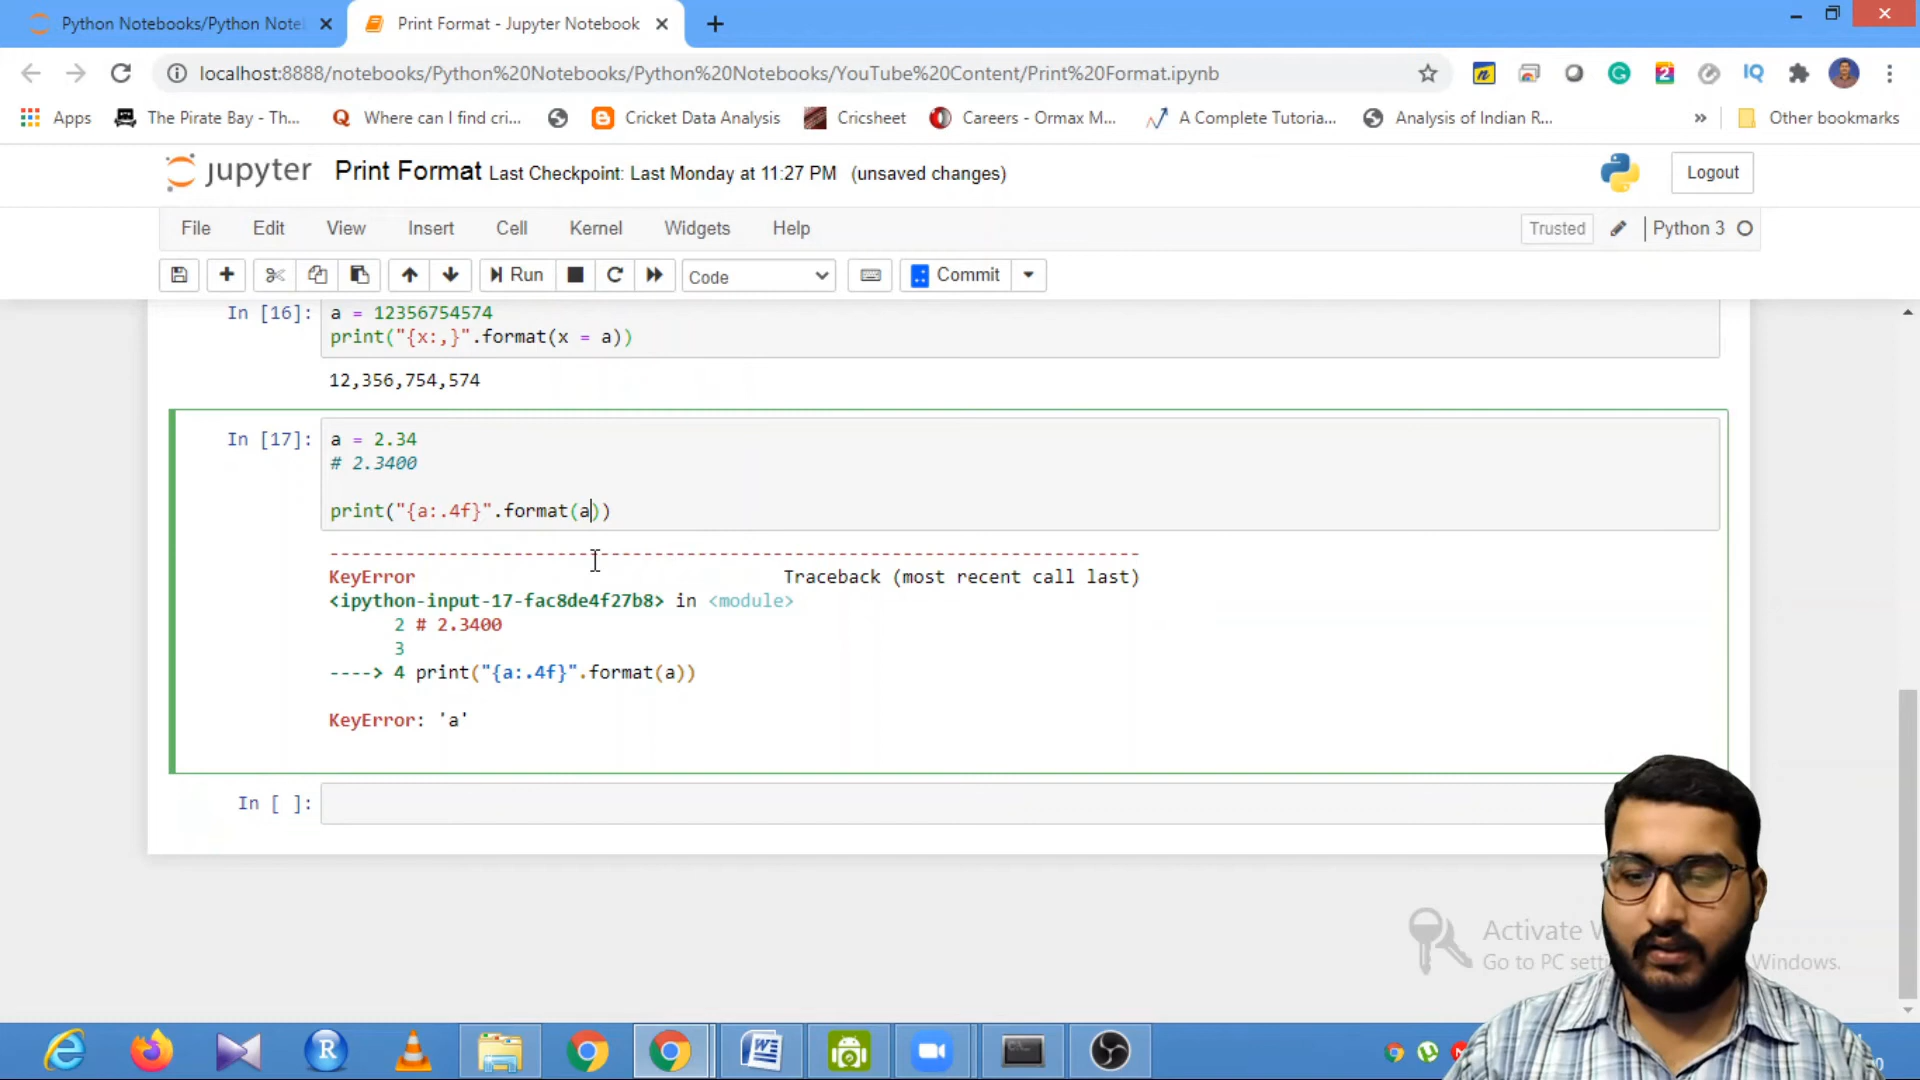 Python Notebooks/Python Note
Print Format - Jupyter Notebook
localhost:8888/notebooks/Python%20Notebooks/Python%20Notebooks/YouTube%20Content/Print%20Format.ipynb
Apps
The Pirate Bay - Th...
Where can I find cri...
Cricket Data Analysis
Cricsheet
Careers - Ormax M...
A Complete Tutoria...
Analysis of Indian R...
»
Other bookmarks
jupyter Print Format Last Checkpoint: Last Monday at 11:27 PM (unsaved changes)
Logout
File Edit View Insert Cell Kernel Widgets Help
Trusted
Python 3
Run
Code
Commit
In [16]: a = 12356754574
print("{x:,}".format(x = a))
12,356,754,574
In [17]: a = 2.34
# 2.3400
print("{a:.4f}".format(a))
---------------------------------------------------------------------------
KeyError Traceback (most recent call last)
<ipython-input-17-fac8de4f27b8> in <module>
2 # 2.3400
3
----> 4 print("{a:.4f}".format(a))
KeyError: 'a'
In [ ]:
Activate
Go to PC Windows.